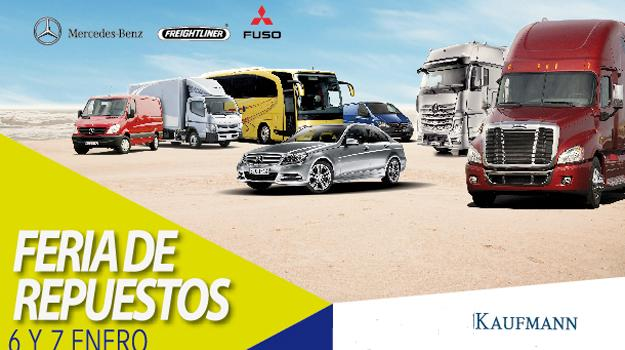 Mercedes-Benz
FREIGHTLINER
FUSO
FERIA DE
REPUESTOS
6 Y 7 ENERO
KAUFMANN